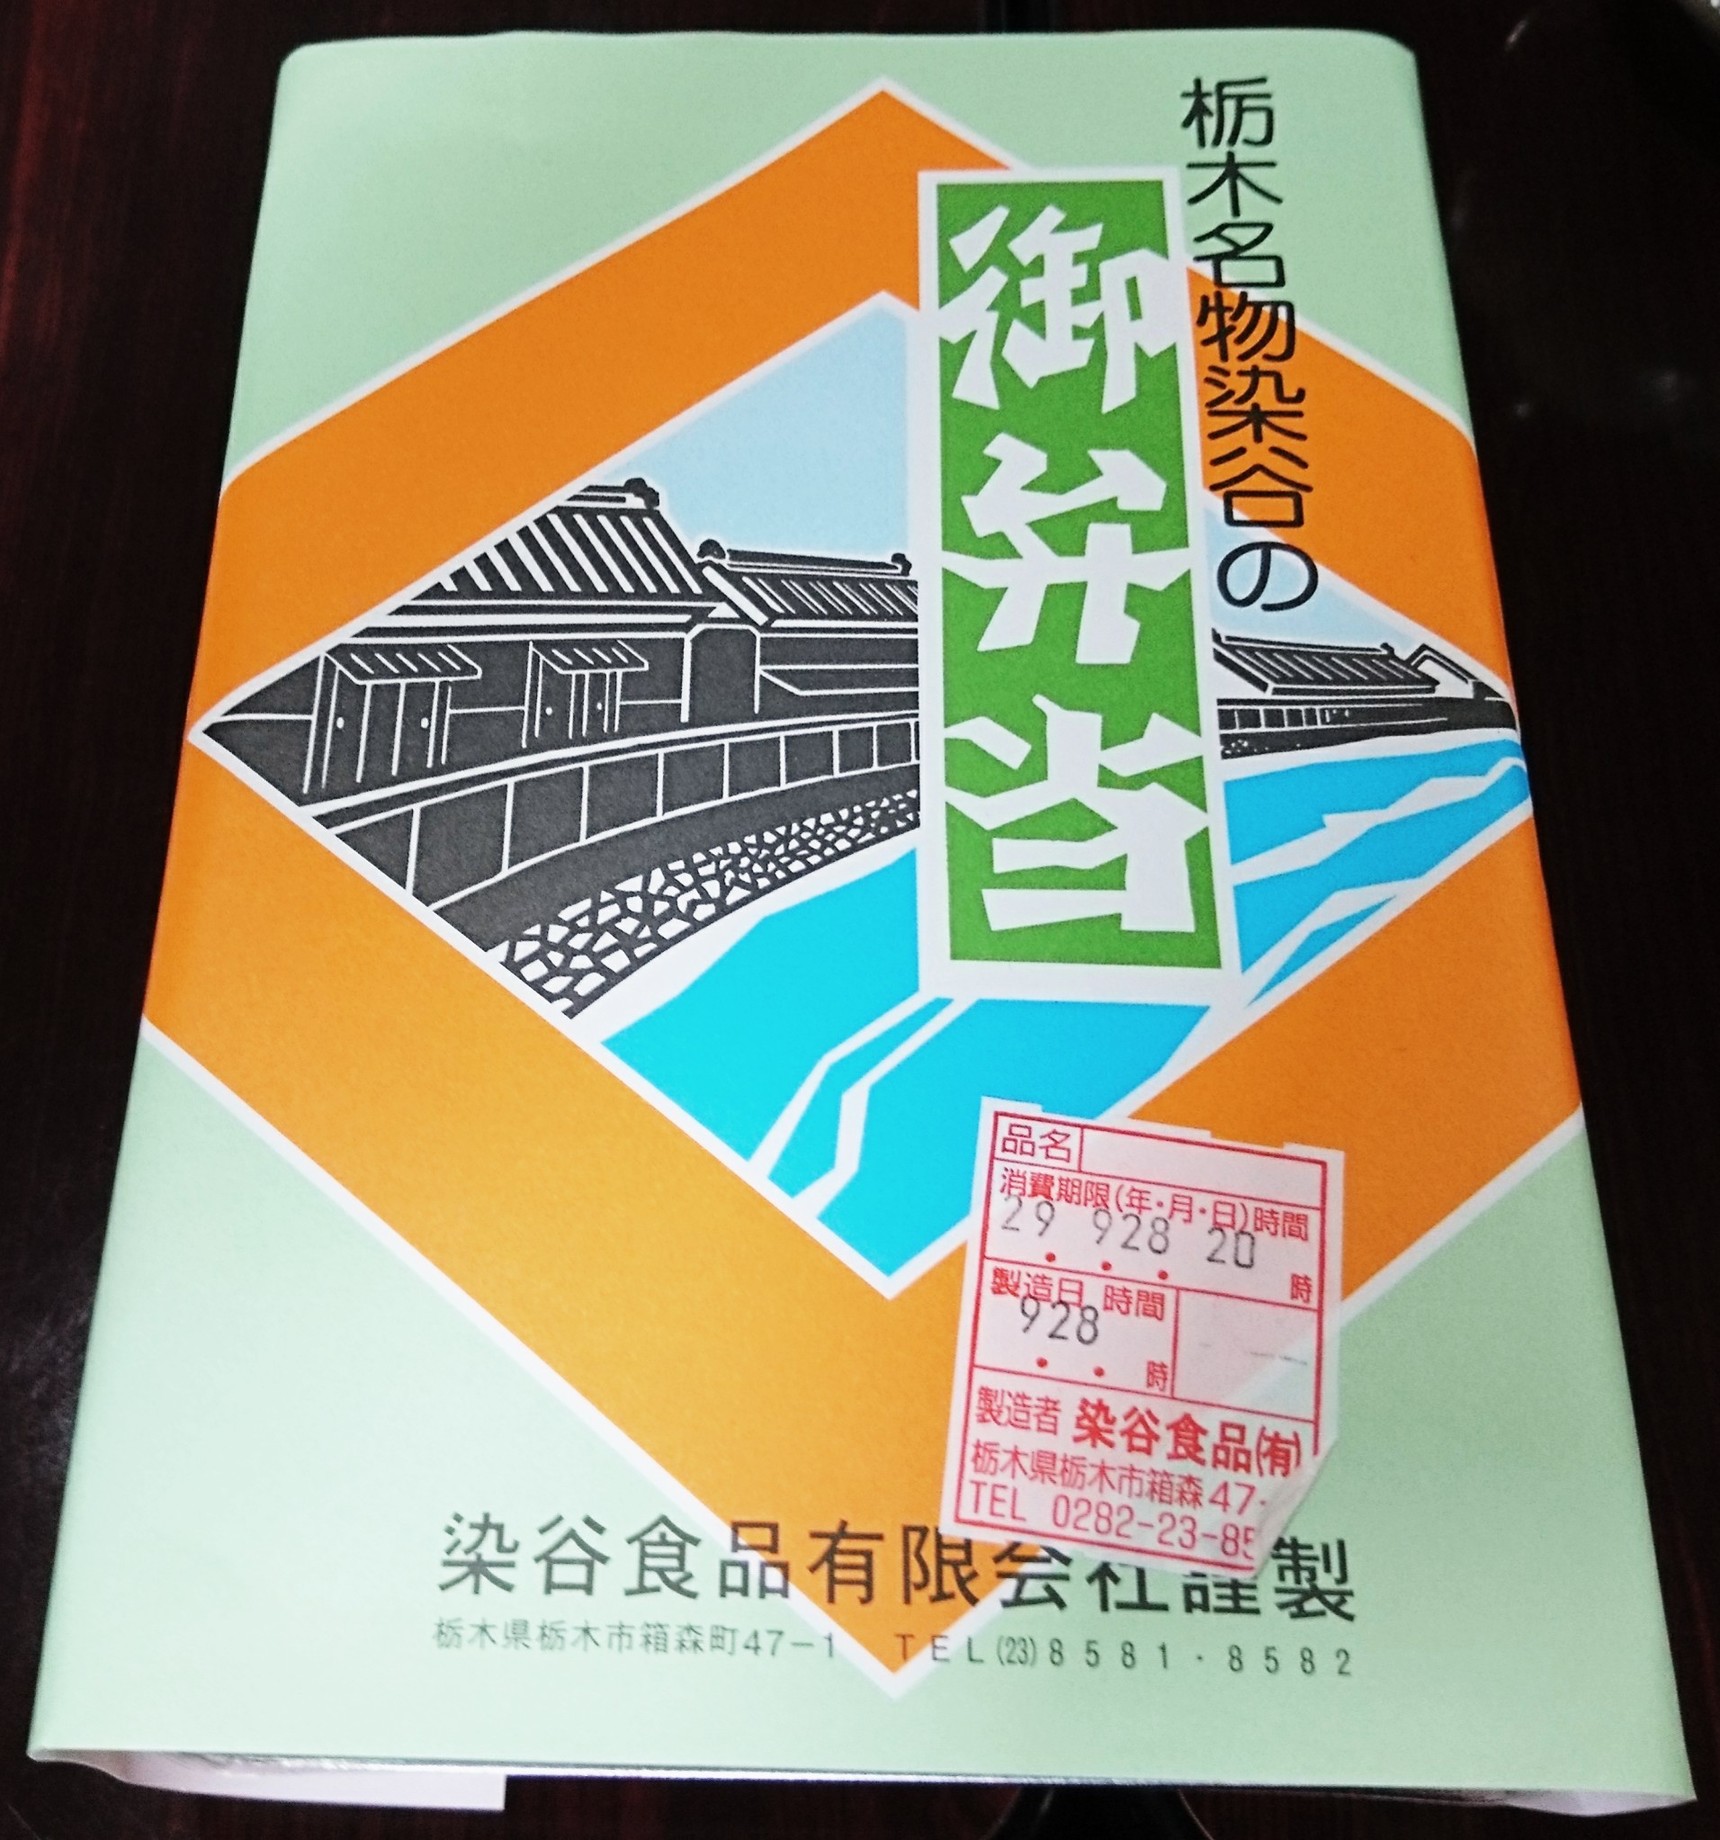 栃木名物染谷の
御弁当
品名
消費期限(年・月・日)時間
29 928 20
時
製造日 時間
928
時
製造者 染谷食品(有)
栃木県栃木市箱森47-
TEL 0282-23-85
染谷食品有限会社謹製
栃木県栃木市箱森町47-1 TEL(23)8581・8582